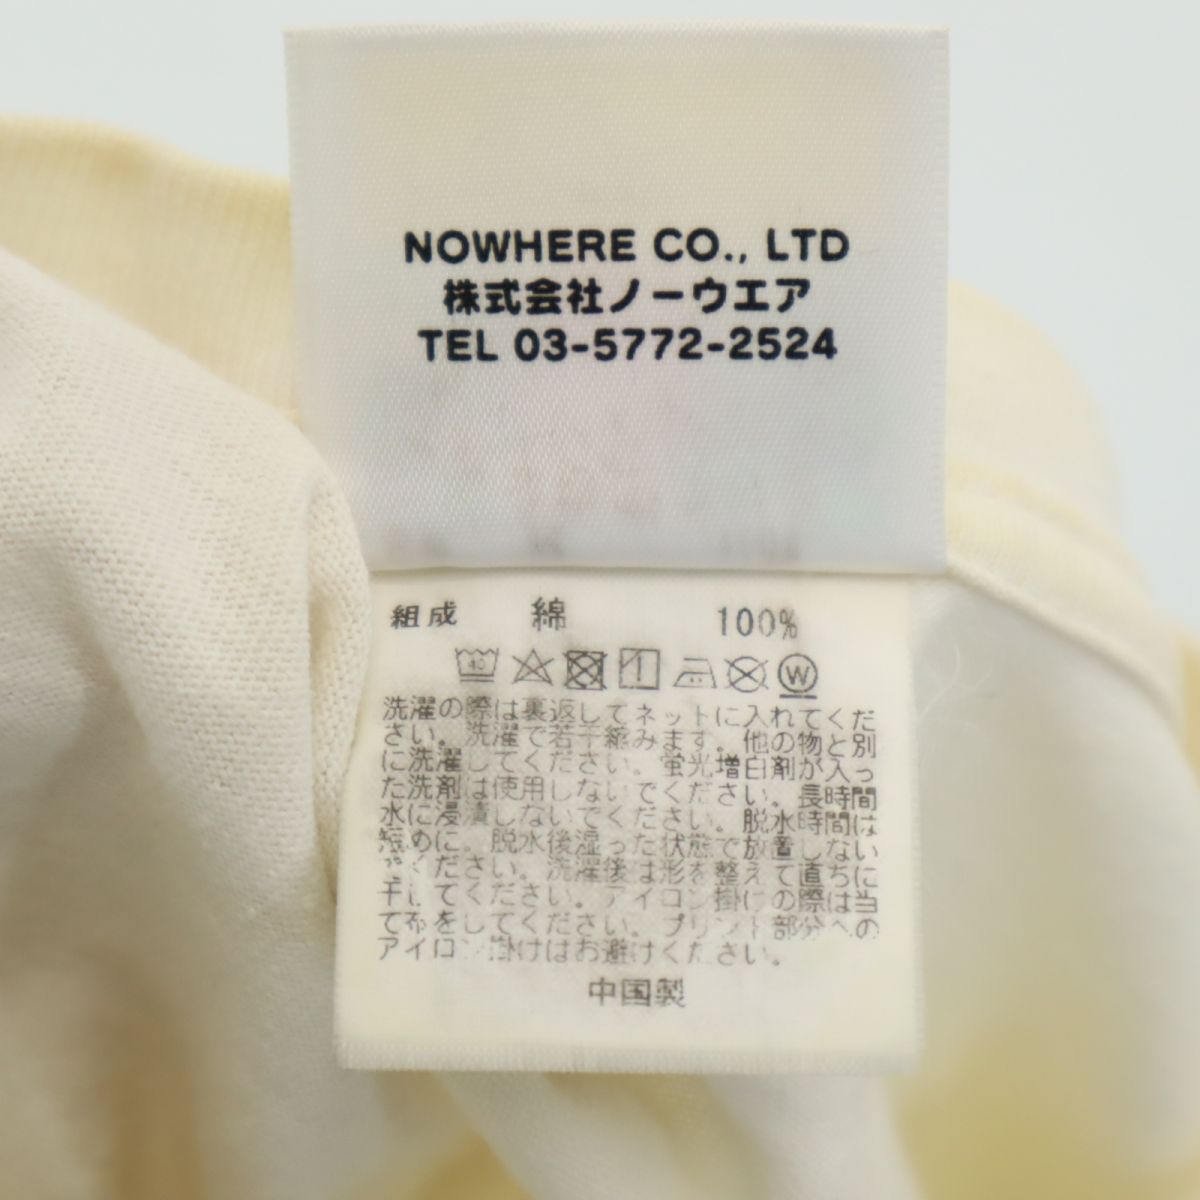 NOWHERE CO., LTD
株式会社ノーウエア
TEL 03-5772-2524
組成 綿 100%
40 W
洗濯の際は裏返してネットに入れてくだ
さい。洗濯で若干縮みます。他の物と別
に洗濯してください。蛍光増白剤が入っ
た洗剤は使用しないでください。長時間
水に浸漬しないでください。脱水時間は
短めに。脱水後湿った状態で放置しない
でください。洗濯後は形を整えて直ちに
干してください。アイロン掛けの際は当
て布をしてください。プリント部分への
アイロン掛けはお避けください。
中国製